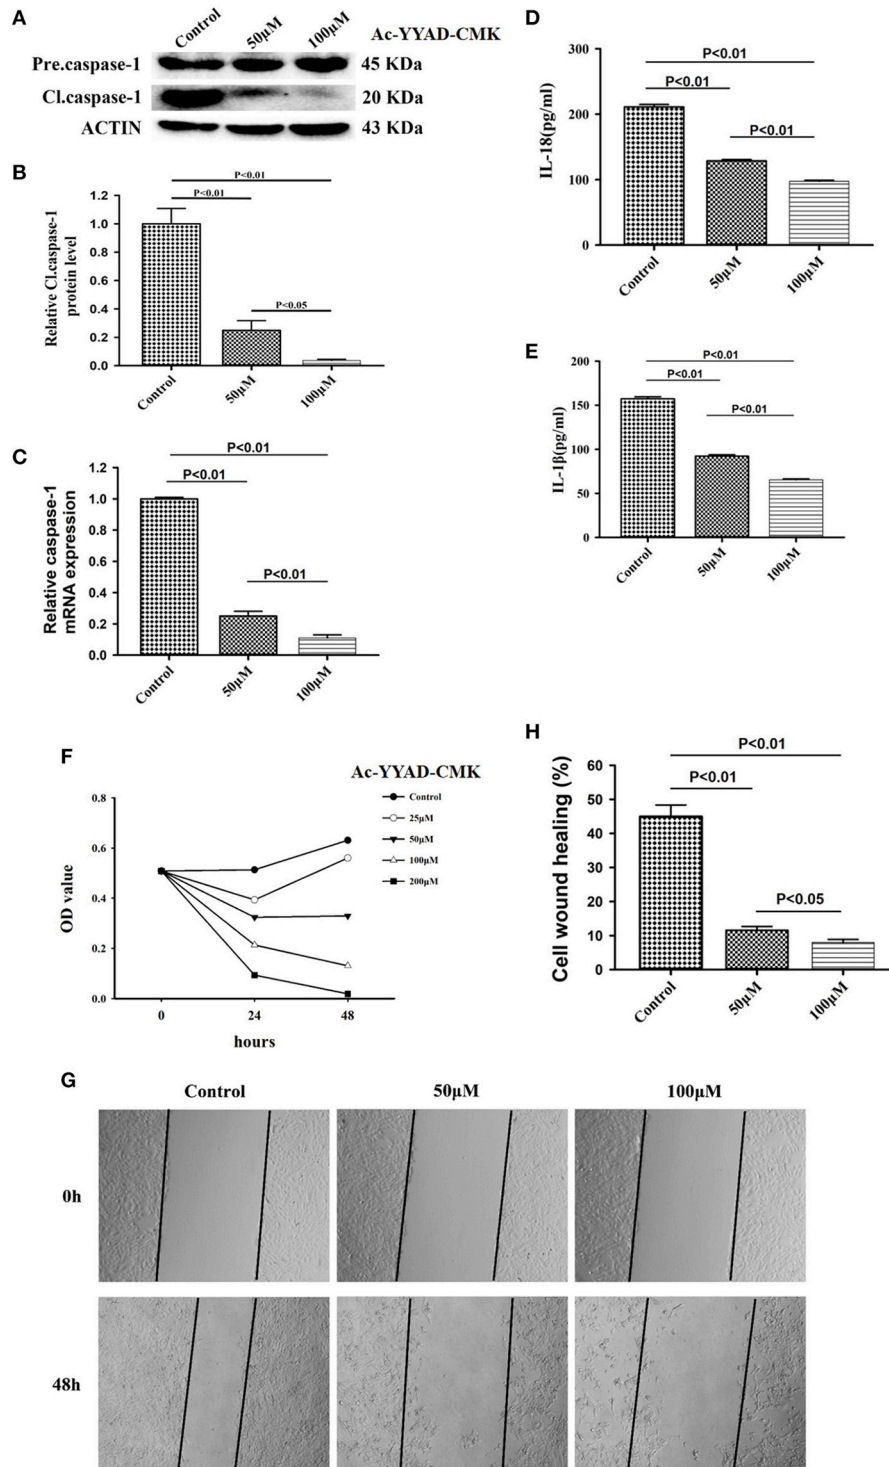 A
Control
50μM
100μM
Ac-YYAD-CMK
Pre.caspase-1
45 KDa
Cl.caspase-1
20 KDa
ACTIN
43 KDa
B
Relative Cl.caspase-1
protein level
1.2
1.0
0.8
0.6
0.4
0.2
0.0
P<0.01
P<0.01
P<0.05
Control
50μM
100μM
C
Relative caspase-1
mRNA expression
1.2
1.0
0.8
0.6
0.4
0.2
0.0
P<0.01
P<0.01
P<0.01
Control
50μM
100μM
D
IL-18(pg/ml)
300
200
100
0
P<0.01
P<0.01
P<0.01
Control
50μM
100μM
E
IL-1β(pg/ml)
200
150
100
50
0
P<0.01
P<0.01
P<0.01
Control
50μM
100μM
F
Ac-YYAD-CMK
Control
25μM
50μM
100μM
200μM
OD value
0.8
0.6
0.4
0.2
0.0
0
24
48
hours
H
Cell wound healing (%)
60
50
40
30
20
10
0
P<0.01
P<0.01
P<0.05
Control
50μM
100μM
G
Control
50μM
100μM
0h
48h